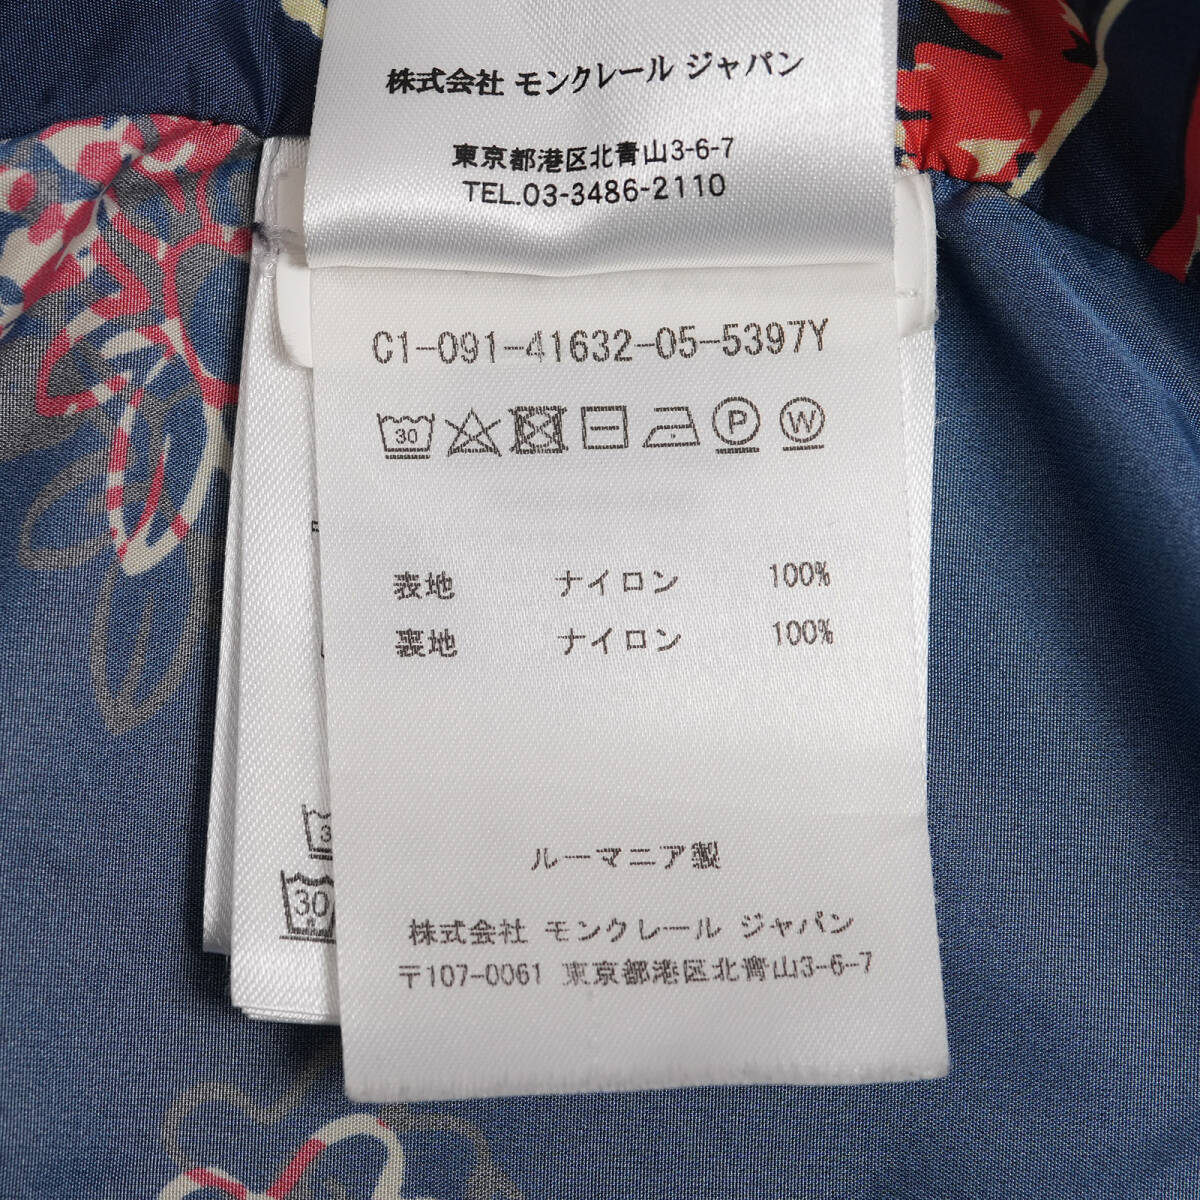 株式会社 モンクレール ジャパン
東京都港区北青山3-6-7
TEL.03-3486-2110
C1-091-41632-05-5397Y
30
P
W
表地 ナイロン 100%
裏地 ナイロン 100%
30
ルーマニア製
株式会社 モンクレール ジャパン
〒107-0061 東京都港区北青山3-6-7